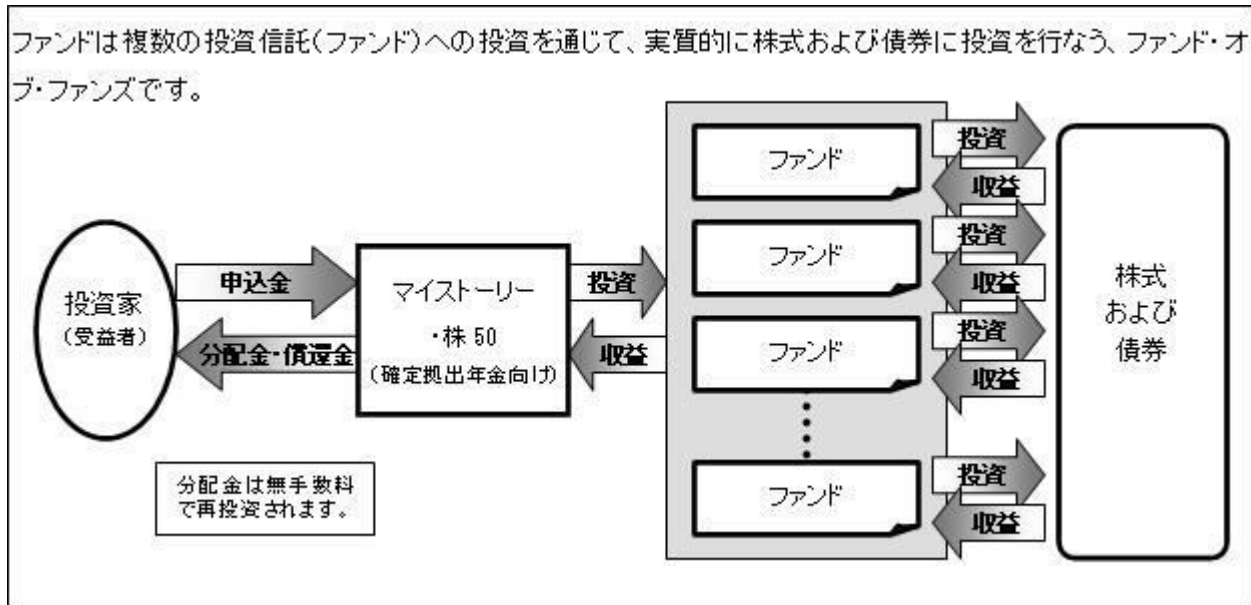 ファンドは複数の投資信託(ファンド)への投資を通じて、実質的に株式および債券に投資を行なう、ファンド・オ
ブ・ファンズです。
投資家
(受益者)
申込金
分配金・償還金
マイストーリー
・株 50
(確定拠出年金向け)
投資
収益
ファンド
投資
収益
ファンド
投資
収益
ファンド
投資
収益
ファンド
投資
収益
株式
および
債券
分配金は無手数料
で再投資されます。